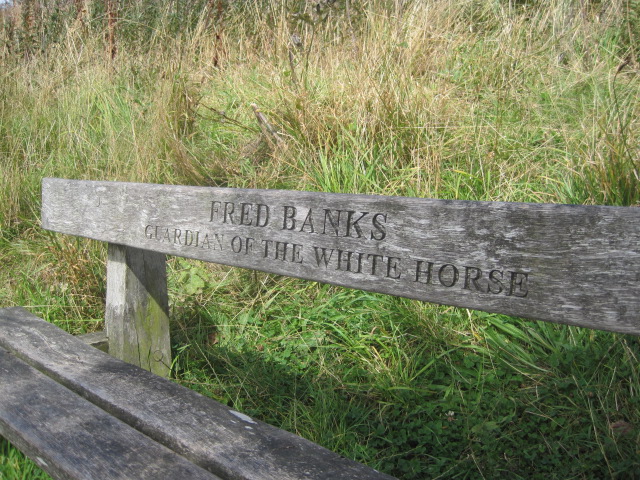 FRED BANKS
GUARDIAN OF THE WHITE HORSE